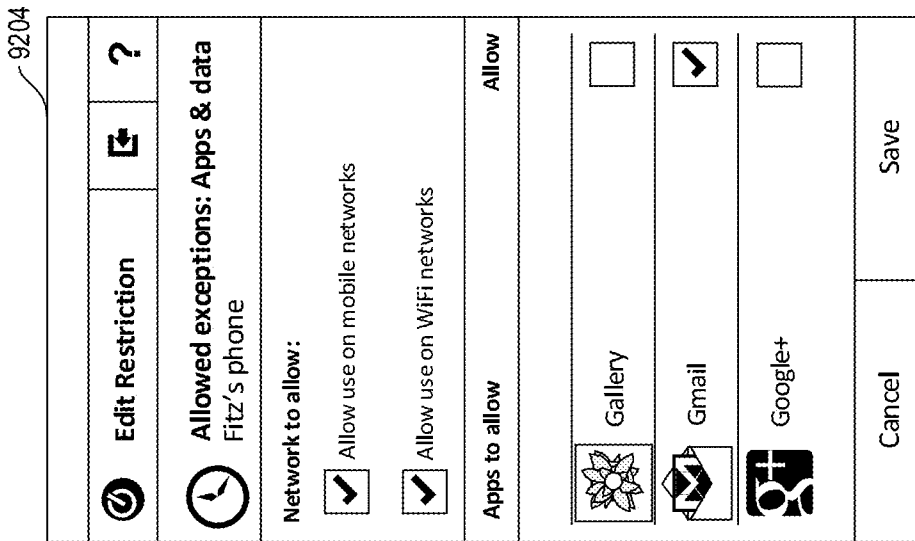 9204
Edit Restriction ?
Allowed exceptions: Apps & data
Fitz's phone
Network to allow:
Allow use on mobile networks
Allow use on WiFi networks
Apps to allow Allow
Gallery
Gmail
g+ Google+
Cancel Save